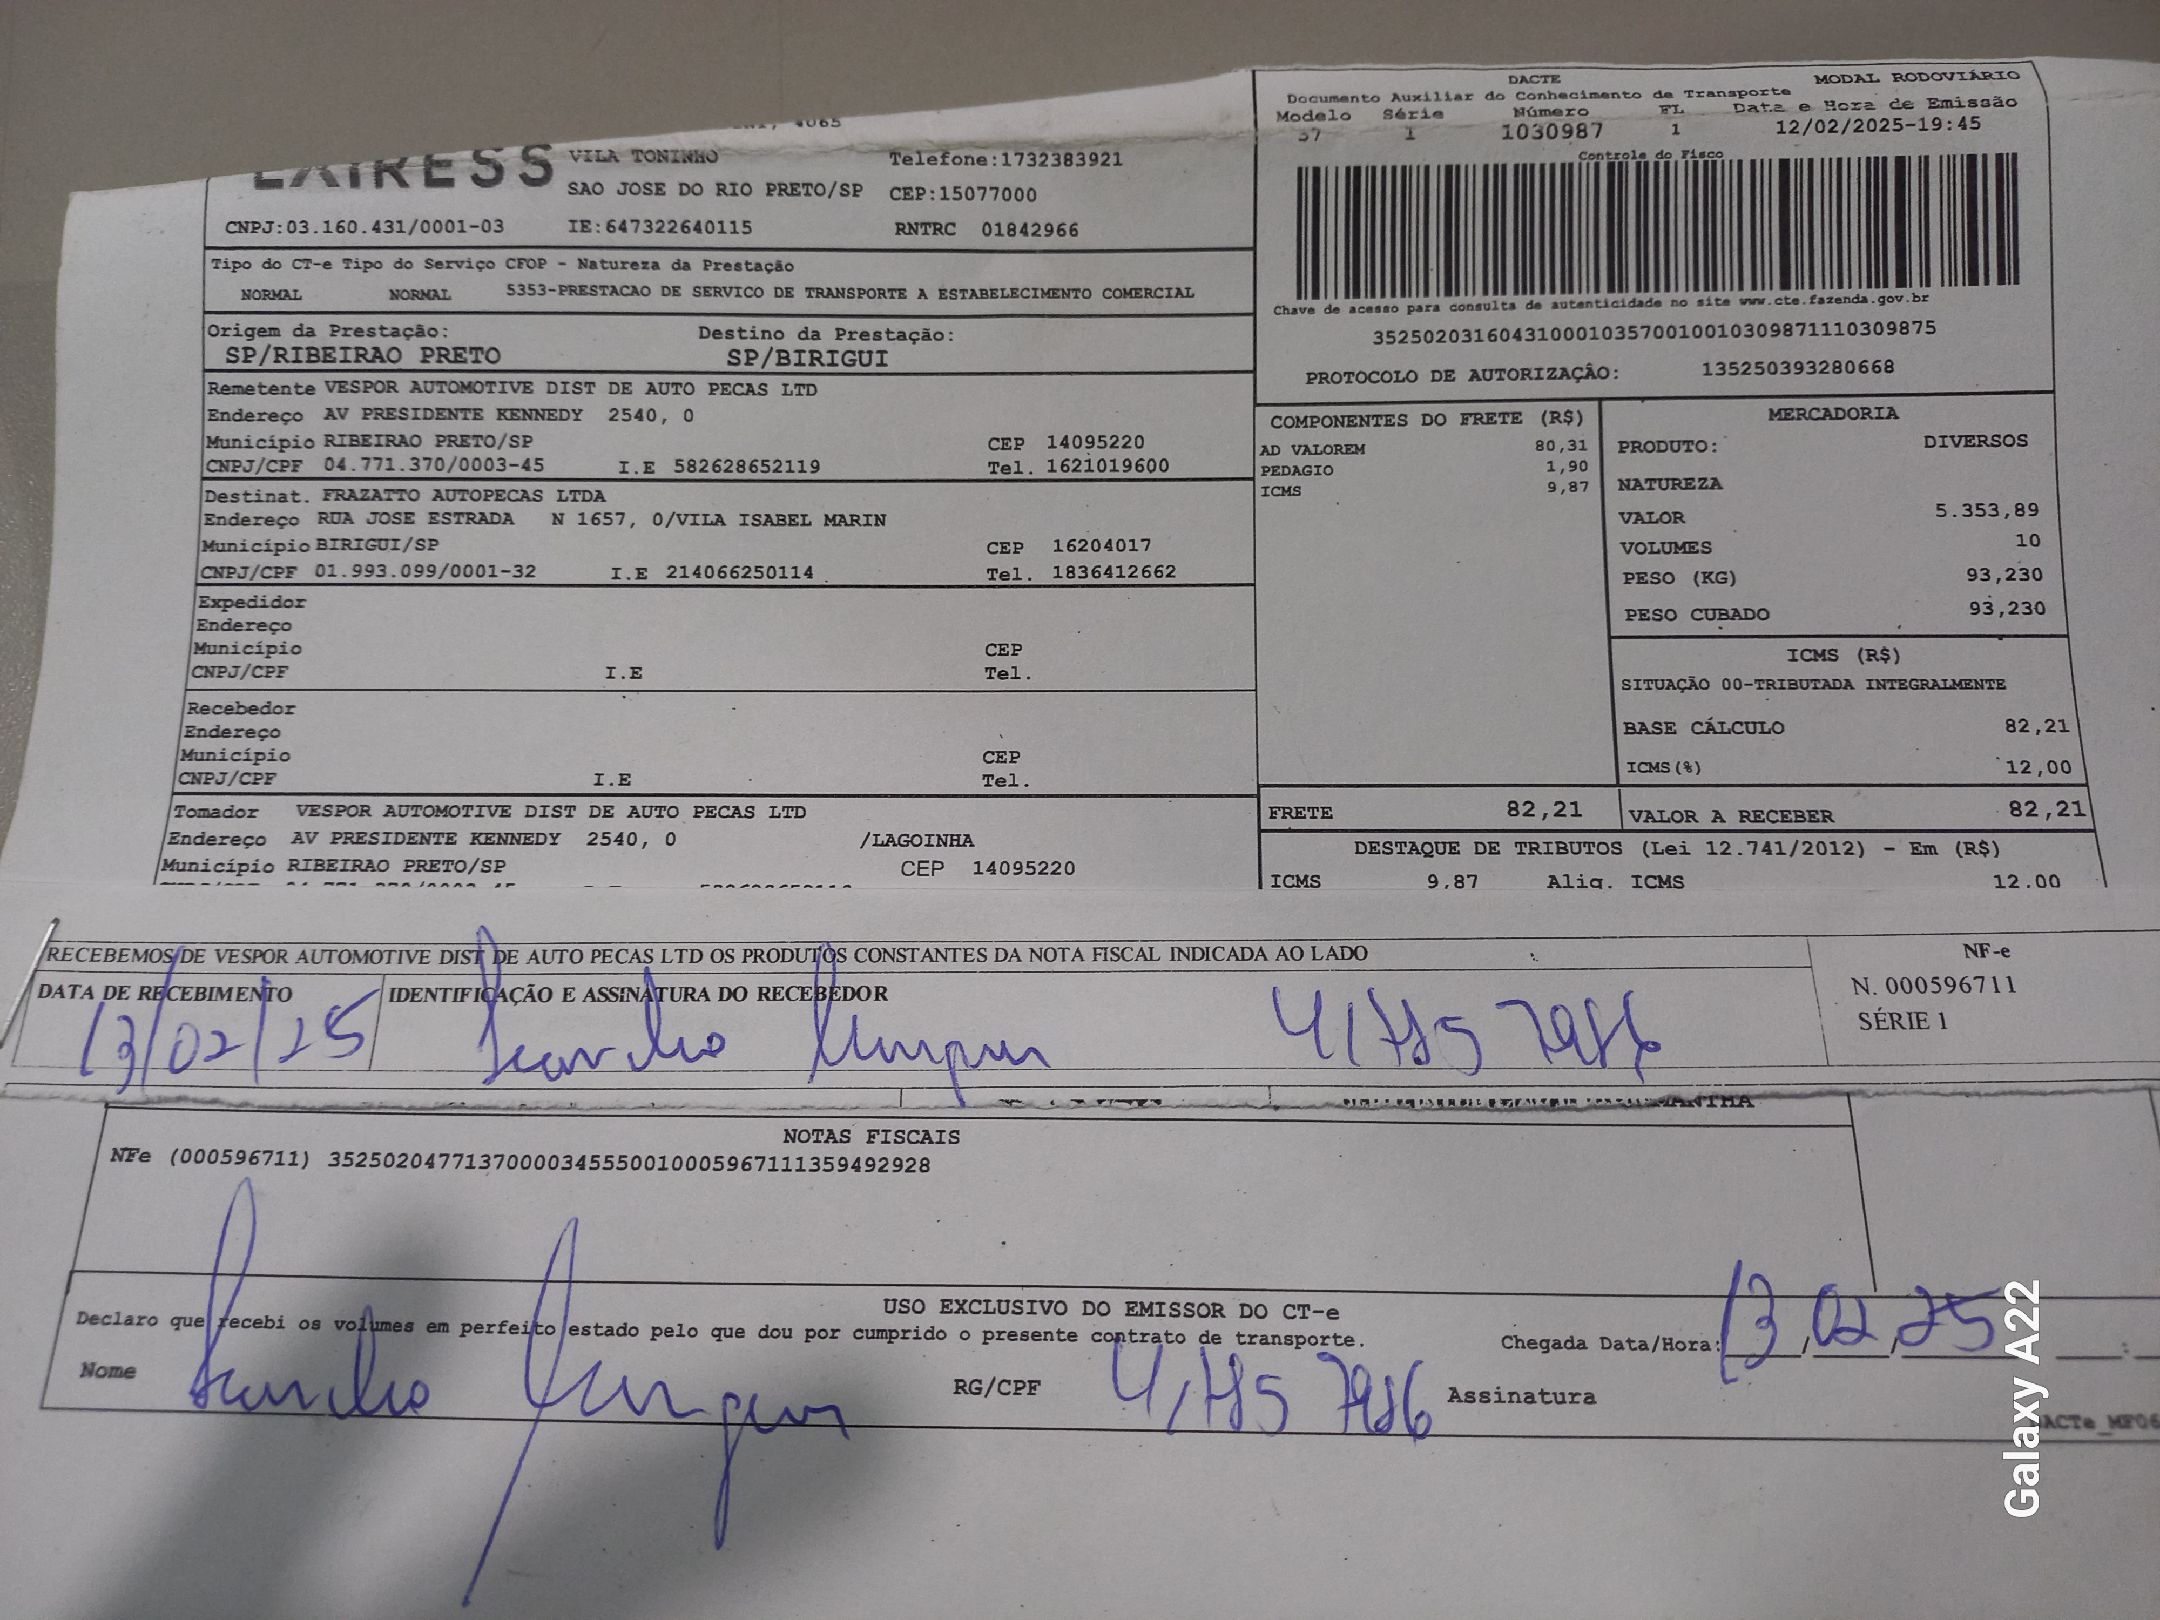 DACTE MODAL RODOVIÁRIO
Documento Auxiliar do Conhecimento de Transporte
Modelo Série Número FL Data e Hora de Emissão
57 1 1030987 1 12/02/2025-19:45
Controle do Fisco
Chave de acesso para consulta de autenticidade no site www.cte.fazenda.gov.br
35250203160431000103570010010309871110309875
PROTOCOLO DE AUTORIZAÇÃO: 135250393280668
4065
VILA TONINHO Telefone:1732383921
SAO JOSE DO RIO PRETO/SP CEP:15077000
CNPJ:03.160.431/0001-03 IE:647322640115 RNTRC 01842966
Tipo do CT-e Tipo do Serviço CFOP - Natureza da Prestação
NORMAL NORMAL 5353-PRESTACAO DE SERVICO DE TRANSPORTE A ESTABELECIMENTO COMERCIAL
Origem da Prestação: Destino da Prestação:
SP/RIBEIRAO PRETO SP/BIRIGUI
Remetente VESPOR AUTOMOTIVE DIST DE AUTO PECAS LTD
Endereço AV PRESIDENTE KENNEDY 2540, 0
Município RIBEIRAO PRETO/SP CEP 14095220
CNPJ/CPF 04.771.370/0003-45 I.E 582628652119 Tel. 1621019600
Destinat. FRAZATTO AUTOPECAS LTDA
Endereço RUA JOSE ESTRADA N 1657, 0/VILA ISABEL MARIN
Município BIRIGUI/SP CEP 16204017
CNPJ/CPF 01.993.099/0001-32 I.E 214066250114 Tel. 1836412662
Expedidor
Endereço
Município CEP
CNPJ/CPF I.E Tel.
Recebedor
Endereço
Município CEP
CNPJ/CPF I.E Tel.
Tomador VESPOR AUTOMOTIVE DIST DE AUTO PECAS LTD
Endereço AV PRESIDENTE KENNEDY 2540, 0 /LAGOINHA
Município RIBEIRAO PRETO/SP CEP 14095220
COMPONENTES DO FRETE (R$)
AD VALOREM 80,31
PEDAGIO 1,90
ICMS 9,87
MERCADORIA
PRODUTO: DIVERSOS
NATUREZA
VALOR 5.353,89
VOLUMES 10
PESO (KG) 93,230
PESO CUBADO 93,230
ICMS (R$)
SITUAÇÃO 00-TRIBUTADA INTEGRALMENTE
BASE CÁLCULO 82,21
ICMS(%) 12,00
FRETE 82,21 VALOR A RECEBER 82,21
DESTAQUE DE TRIBUTOS (Lei 12.741/2012) - Em (R$)
ICMS 9,87 Aliq. ICMS 12.00
RECEBEMOS DE VESPOR AUTOMOTIVE DIST DE AUTO PECAS LTD OS PRODUTOS CONSTANTES DA NOTA FISCAL INDICADA AO LADO
DATA DE RECEBIMENTO IDENTIFICAÇÃO E ASSINATURA DO RECEBEDOR
13/02/25
NF-e
N. 000596711
SÉRIE 1
NOTAS FISCAIS
NFe (000596711) 35250204771370000345550010005967111359492928
USO EXCLUSIVO DO EMISSOR DO CT-e
Declaro que recebi os volumes em perfeito estado pelo que dou por cumprido o presente contrato de transporte.
Chegada Data/Hora: 13/02/25 :
Nome RG/CPF Assinatura
Galaxy A22